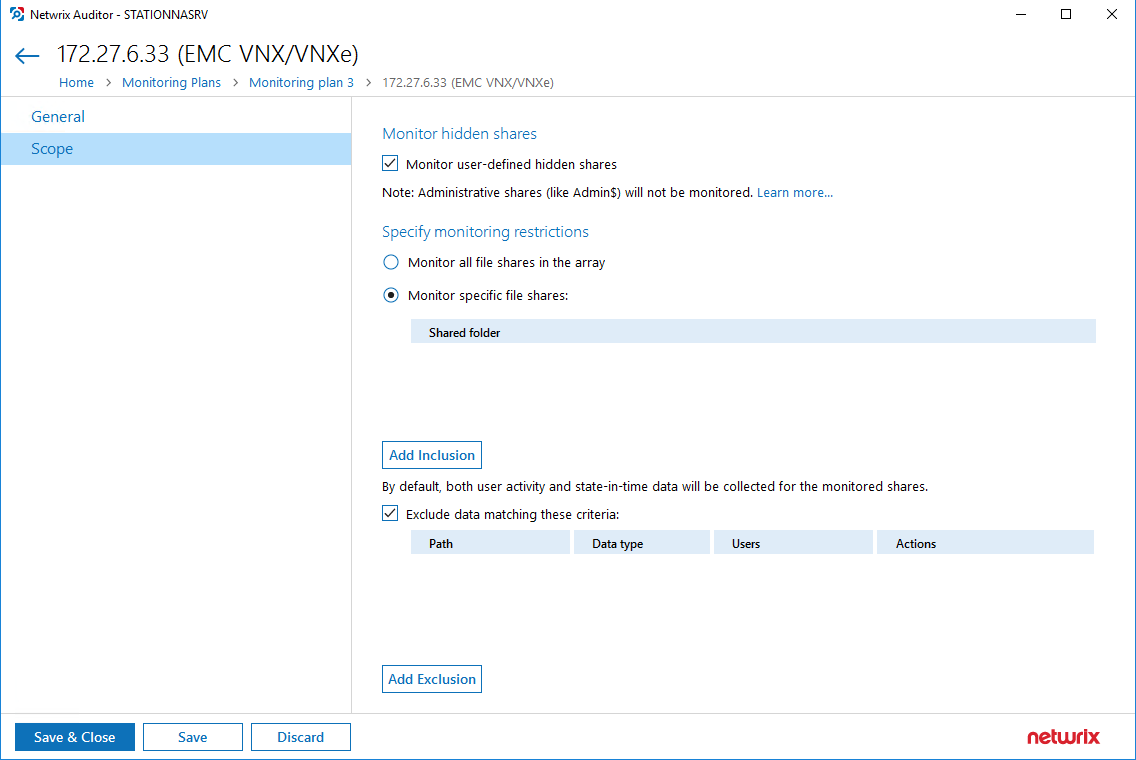 Netwrix Auditor - STATIONNASRV
172.27.6.33 (EMC VNX/VNXe)
Home > Monitoring Plans > Monitoring plan 3 > 172.27.6.33 (EMC VNX/VNXe)
General
Scope
Monitor hidden shares
Monitor user-defined hidden shares
Note: Administrative shares (like Admin$) will not be monitored. Learn more...
Specify monitoring restrictions
Monitor all file shares in the array
Monitor specific file shares:
Shared folder
Add Inclusion
By default, both user activity and state-in-time data will be collected for the monitored shares.
Exclude data matching these criteria:
Path Data type Users Actions
Add Exclusion
Save & Close Save Discard
netwrix